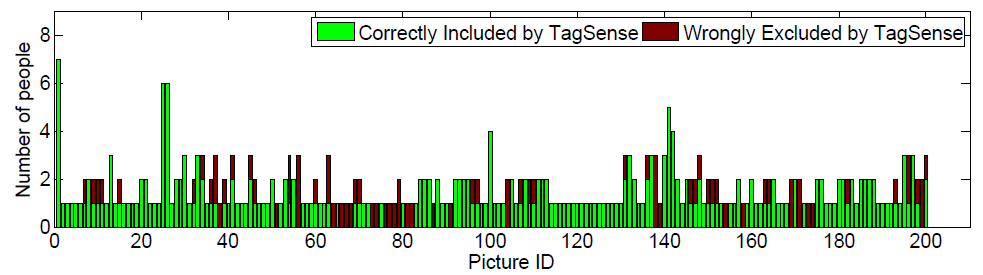 8
6
4
2
0
Number of people
Correctly Included by TagSense Wrongly Excluded by TagSense
0 20 40 60 80 100 120 140 160 180 200
Picture ID